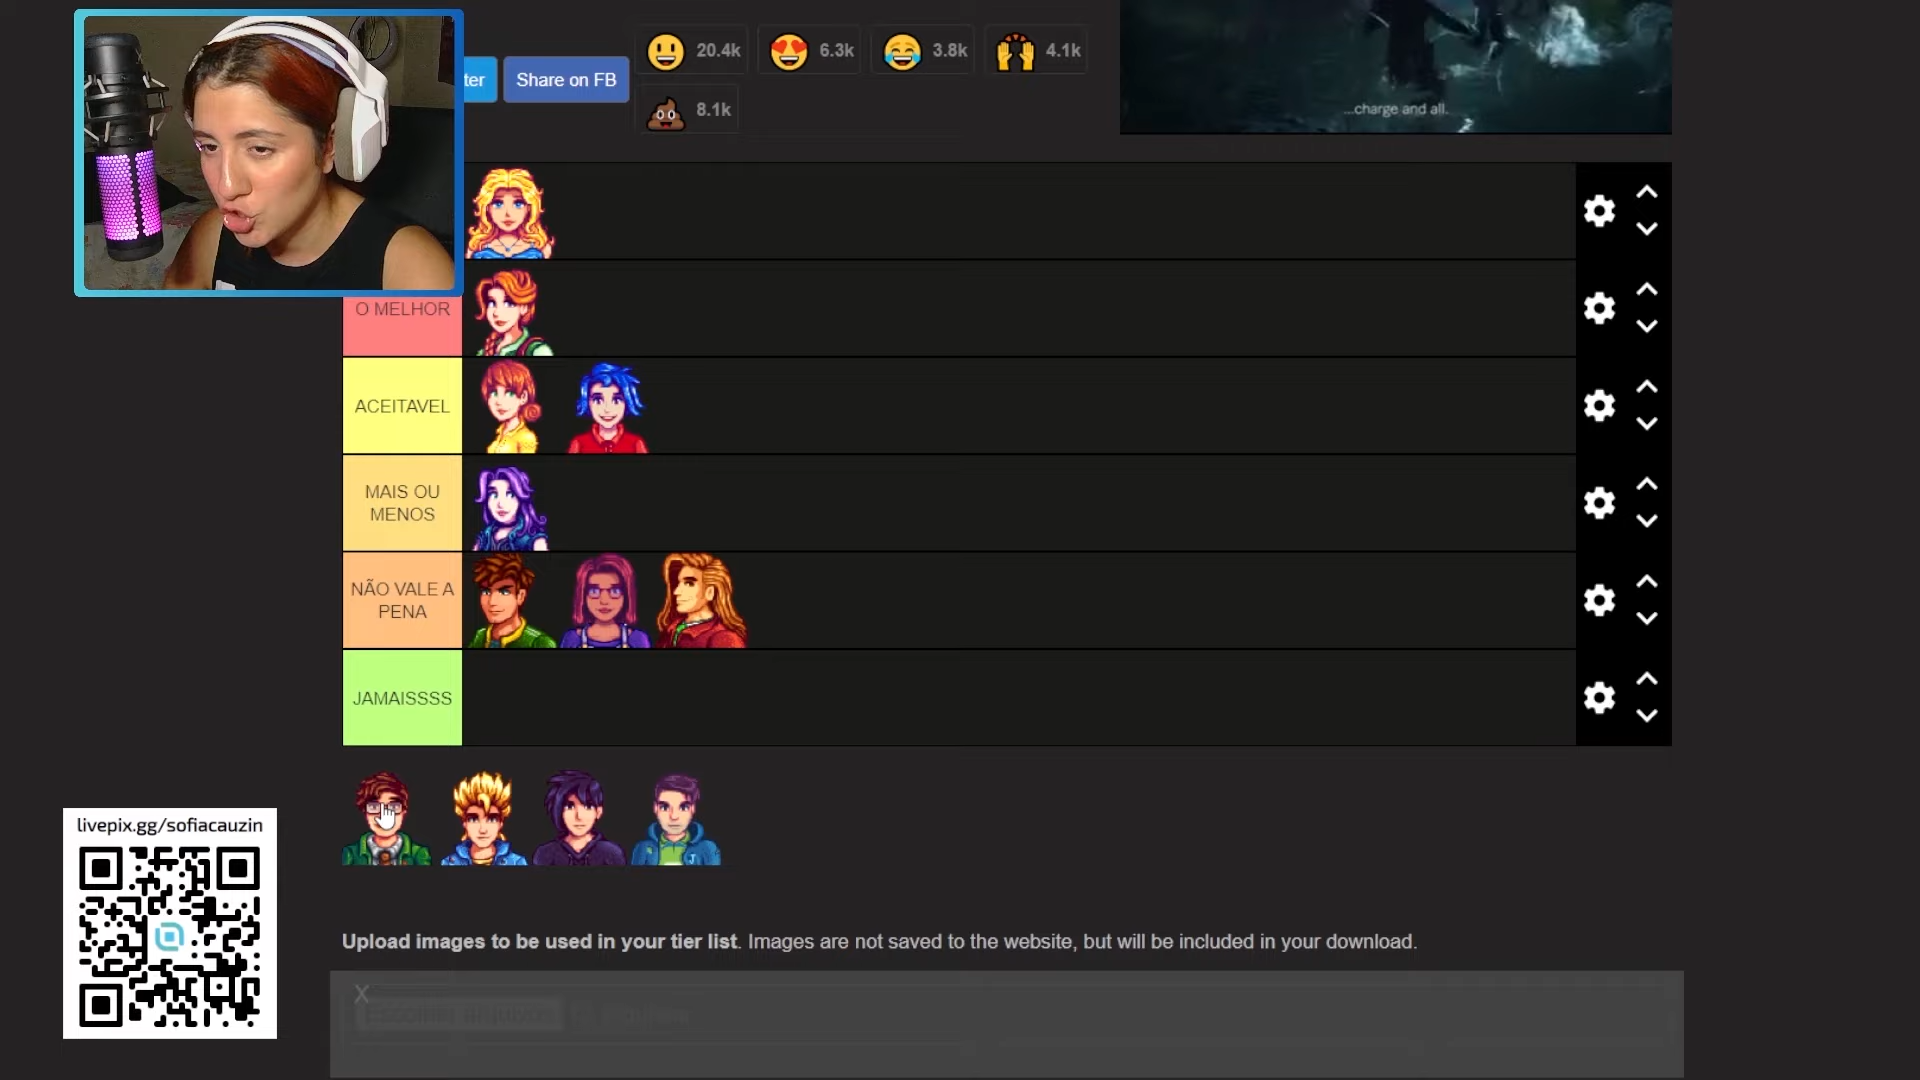 ter
Share on FB
20.4k
6.3k
3.8k
4.1k
8.1k
...charge and all.
O MELHOR
ACEITAVEL
MAIS OU
MENOS
NÃO VALE A
PENA
JAMAISSSS
livepix.gg/sofiacauzin
Upload images to be used in your tier list. Images are not saved to the website, but will be included in your download.
X